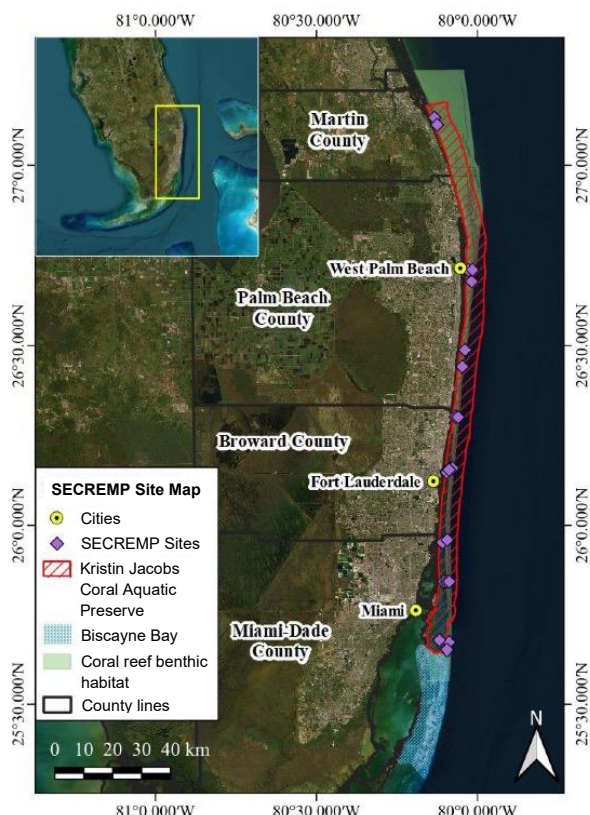 81°0.000'W 80°30.000'W 80°0.000'W
27°0.000'N
26°30.000'N
26°0.000'N
25°30.000'N
Martin
County
West Palm Beach
Palm Beach
County
Broward County
Fort Lauderdale
Miami
Miami-Dade
County
SECREMP Site Map
Cities
SECREMP Sites
Kristin Jacobs
Coral Aquatic
Preserve
Biscayne Bay
Coral reef benthic
habitat
County lines
0 10 20 30 40 km
N
27°0.000'N
26°30.000'N
26°0.000'N
25°30.000'N
81°0.000'W 80°30.000'W 80°0.000'W